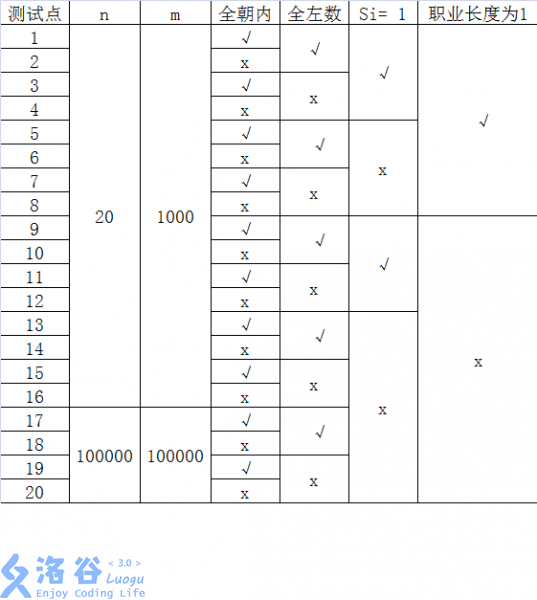 测试点 n m 全朝内 全左数 Si= 1 职业长度为1
1 √ √ √ √
2 x
3 √ x
4 x
5 √ √ x
6 x
7 √ x
8 20 1000 x
9 √ √ √ x
10 x
11 √ x
12 x
13 √ √ x
14 x
15 √ x
16 x
17 100000 100000 √ √
18 x
19 √ x
20 x
洛谷 < 3.0 >
Luogu
Enjoy Coding Life